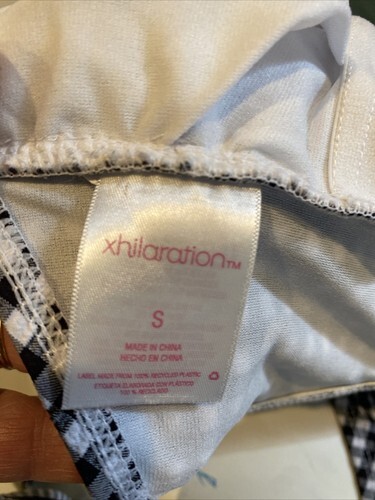 xhilaration™
S
MADE IN CHINA
HECHO EN CHINA
LABEL MADE FROM 100% RECYCLED PLASTIC
ETIQUETA ELABORADA CON PLÁSTICO
100 % RECICLADO